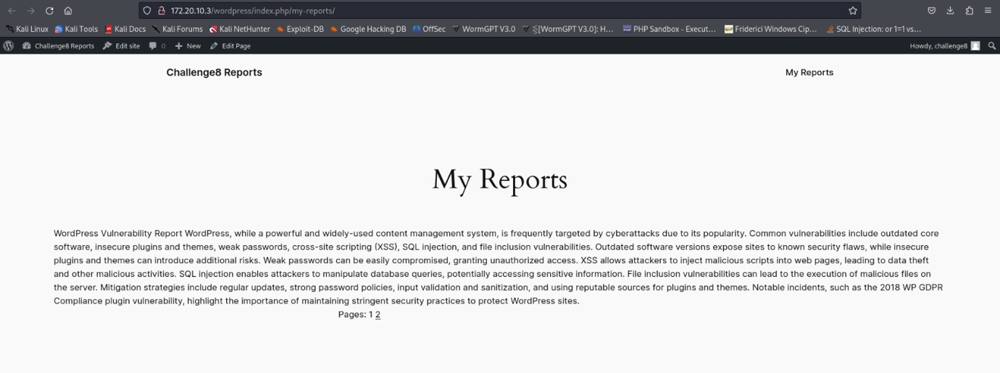 172.20.10.3/wordpress/index.php/my-reports/
Kali Linux Kali Tools Kali Docs Kali Forums Kali NetHunter Exploit-DB Google Hacking DB OffSec WormGPT V3.0 [WormGPT V3.0]: H… PHP Sandbox - Execut… Friderici Windows Cip… SQL Injection: or 1=1 vs…
Challenge8 Reports Edit site 0 New Edit Page Howdy, challenge8
Challenge8 Reports My Reports
My Reports
WordPress Vulnerability Report WordPress, while a powerful and widely-used content management system, is frequently targeted by cyberattacks due to its popularity. Common vulnerabilities include outdated core
software, insecure plugins and themes, weak passwords, cross-site scripting (XSS), SQL injection, and file inclusion vulnerabilities. Outdated software versions expose sites to known security flaws, while insecure
plugins and themes can introduce additional risks. Weak passwords can be easily compromised, granting unauthorized access. XSS allows attackers to inject malicious scripts into web pages, leading to data theft
and other malicious activities. SQL injection enables attackers to manipulate database queries, potentially accessing sensitive information. File inclusion vulnerabilities can lead to the execution of malicious files on
the server. Mitigation strategies include regular updates, strong password policies, input validation and sanitization, and using reputable sources for plugins and themes. Notable incidents, such as the 2018 WP GDPR
Compliance plugin vulnerability, highlight the importance of maintaining stringent security practices to protect WordPress sites.
Pages: 1 2